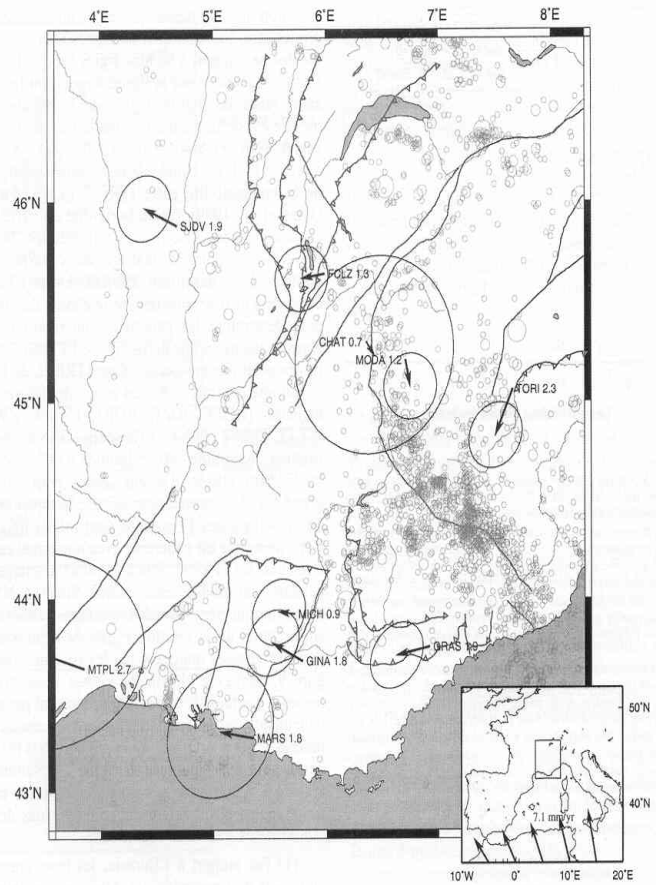 4°E 5°E 6°E 7°E 8°E
46°N
SJDV 1.9
FCLZ 1.3
CHAT 0.7
MODA 1.2
TORI 2.3
45°N
44°N
MICH 0.9
GINA 1.8
GRAS 1.9
MTPL 2.7
MARS 1.8
43°N
50°N
40°N
7.1 mm/yr
10°W 0°E 10°E 20°E